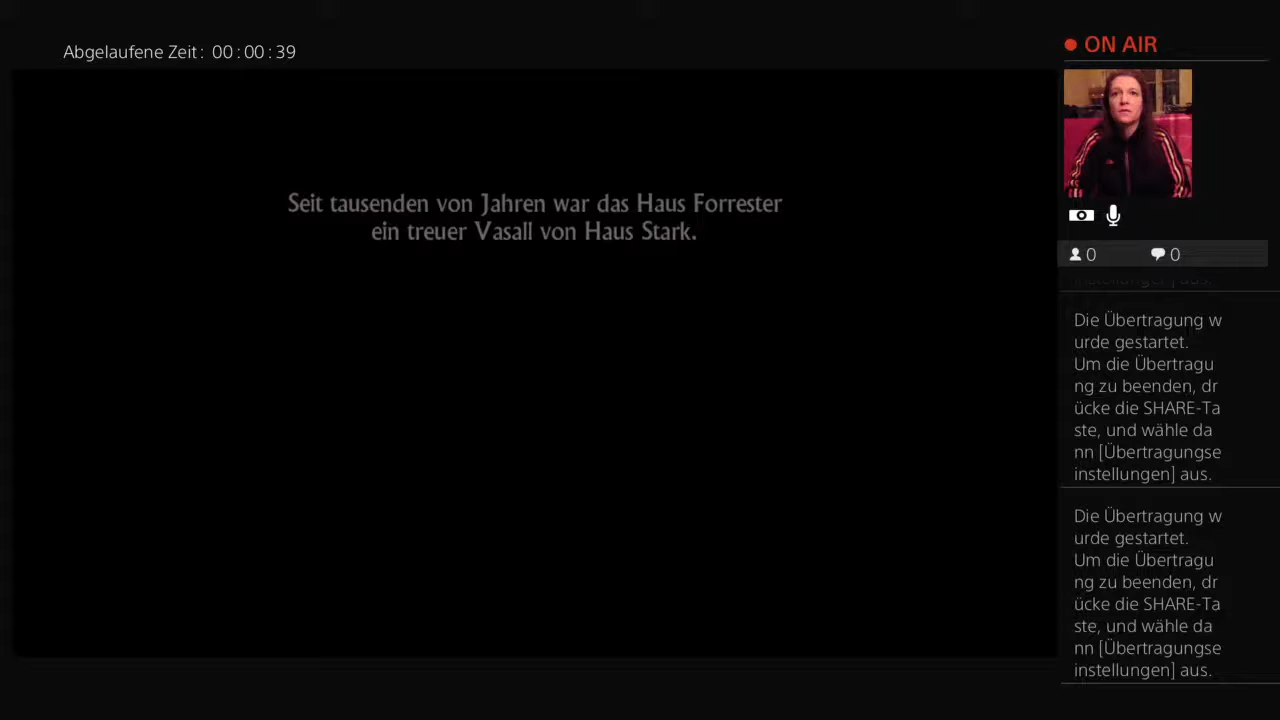 Abgelaufene Zeit: 00:00:39
ON AIR
Seit tausenden von Jahren war das Haus Forrester
ein treuer Vasall von Haus Stark.
0
0
instellungen] aus.
Die Übertragung w
urde gestartet.
Um die Übertragu
ng zu beenden, dr
ücke die SHARE-Ta
ste, und wähle da
nn [Übertragungse
instellungen] aus.
Die Übertragung w
urde gestartet.
Um die Übertragu
ng zu beenden, dr
ücke die SHARE-Ta
ste, und wähle da
nn [Übertragungse
instellungen] aus.